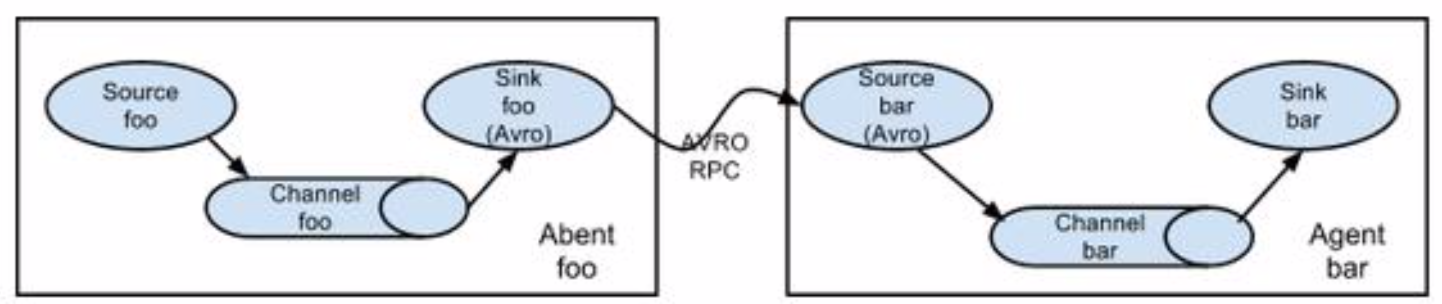 Source
foo
Sink
foo
(Avro)
Channel
foo
Abent
foo
AVRO
RPC
Source
bar
(Avro)
Sink
bar
Channel
bar
Agent
bar